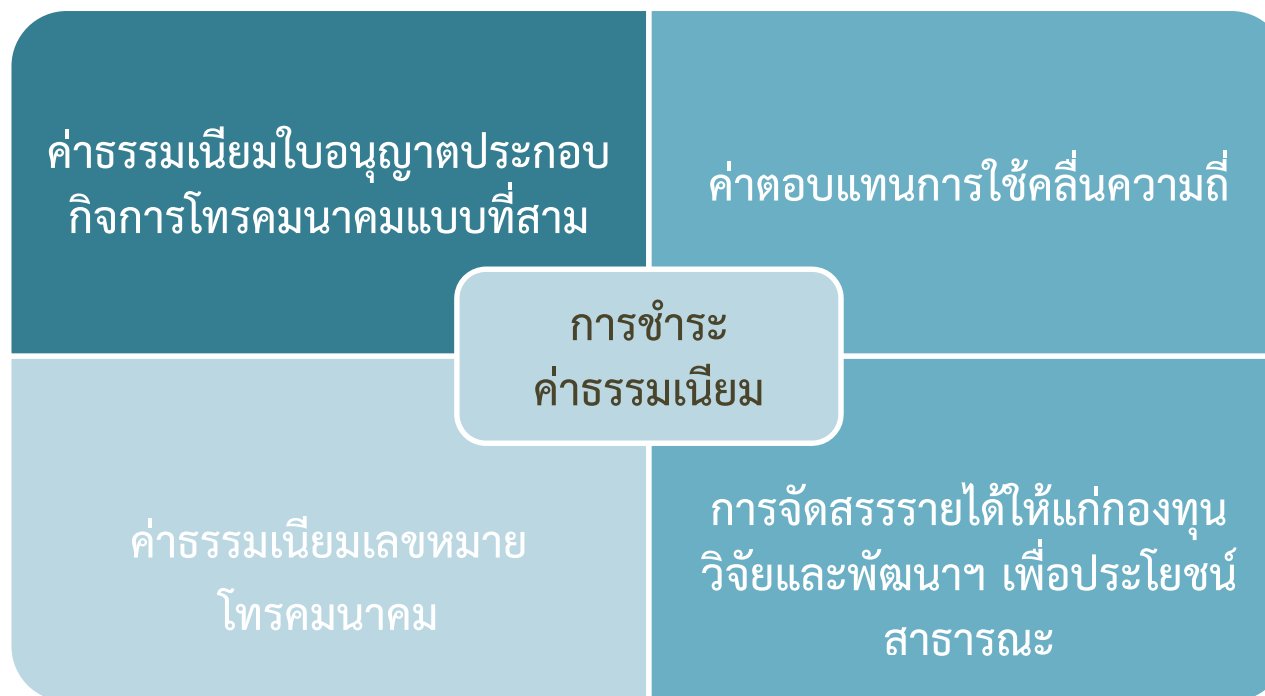 ค่าธรรมเนียมใบอนุญาตประกอบ
กิจการโทรคมนาคมแบบที่สาม
ค่าตอบแทนการใช้คลื่นความถี่
การชำระ
ค่าธรรมเนียม
ค่าธรรมเนียมเลขหมาย
โทรคมนาคม
การจัดสรรรายได้ให้แก่กองทุน
วิจัยและพัฒนาฯ เพื่อประโยชน์
สาธารณะ